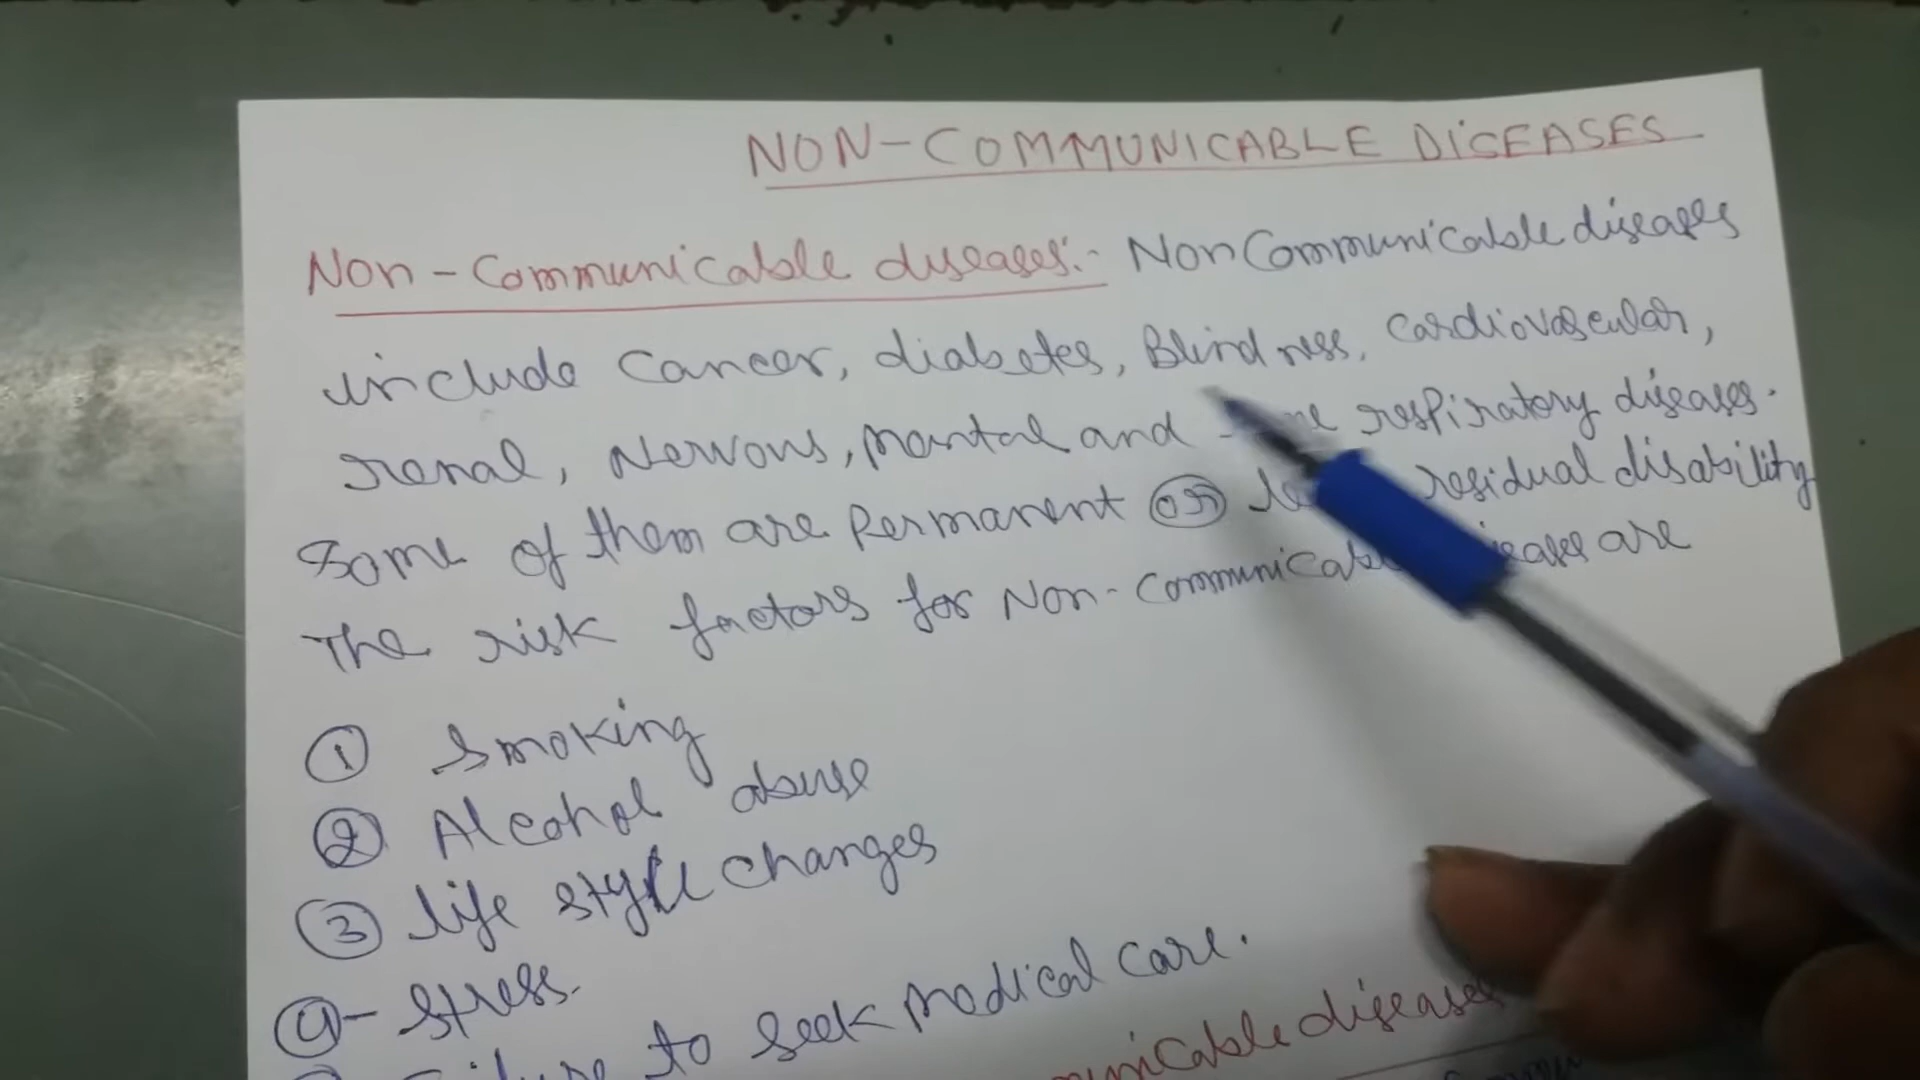 NON-COMMUNICABLE DISEASES
Non-Communicable diseases:- Non Communicable diseases
include Cancer, diabetes, Blindness, Cardiovascular,
renal, Nervous, Mental and respiratory diseases.
Some of them are Permanent or residual disability
The risk factors for Non-Communicable diseases are
1 Smoking
2 Alcohol abuse
3 life style changes
4- Stress.
to seek medical care.
diseases